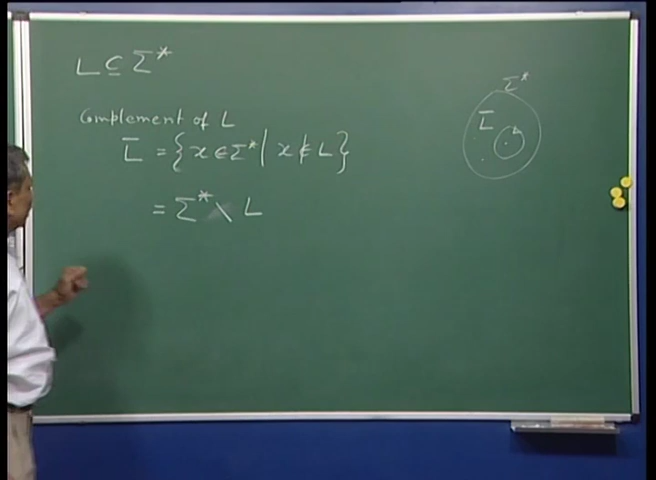 L ⊆ Σ*
Complement of L
L̅ = { x ∈ Σ* | x ∉ L }
= Σ* \ L
Σ*
L̅
L